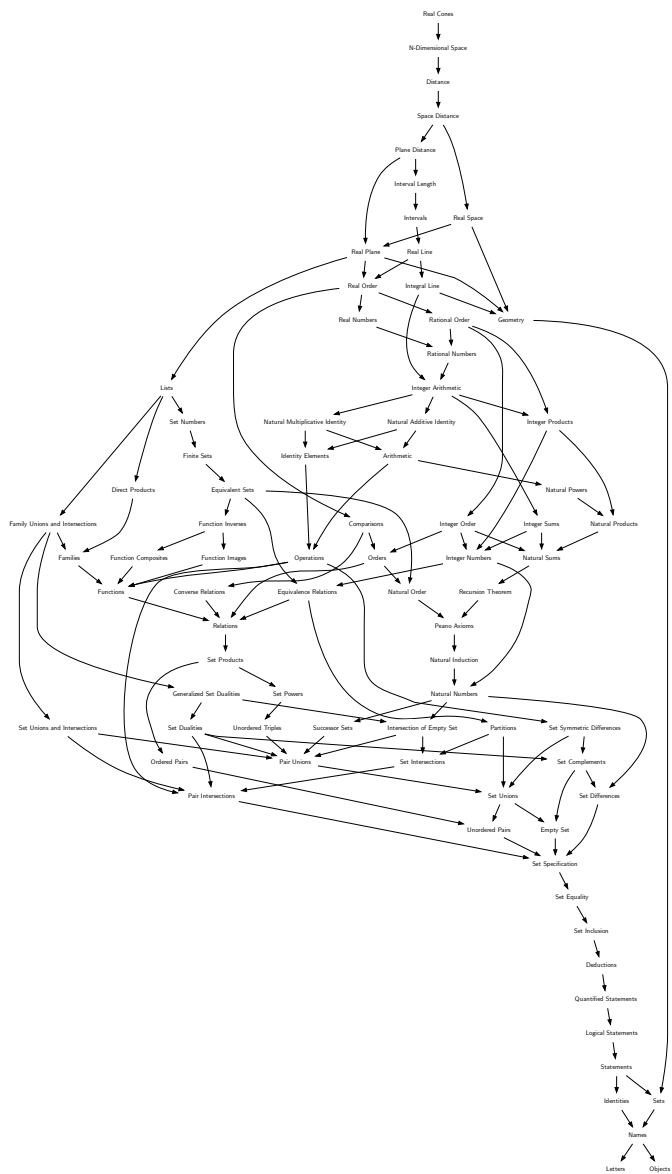 Real Cones
N-Dimensional Space
Distance
Space Distance
Plane Distance
Interval Length
Intervals
Real Space
Real Plane
Real Line
Real Order
Integral Line
Real Numbers
Rational Order
Geometry
Rational Numbers
Lists
Integer Arithmetic
Set Numbers
Natural Multiplicative Identity
Natural Additive Identity
Integer Products
Finite Sets
Identity Elements
Arithmetic
Direct Products
Equivalent Sets
Natural Powers
Family Unions and Intersections
Function Inverses
Comparisons
Integer Order
Integer Sums
Natural Products
Families
Function Composites
Function Images
Operations
Orders
Integer Numbers
Natural Sums
Functions
Converse Relations
Equivalence Relations
Natural Order
Recursion Theorem
Relations
Peano Axioms
Set Products
Natural Induction
Generalized Set Dualities
Set Powers
Natural Numbers
Set Unions and Intersections
Set Dualities
Unordered Triples
Successor Sets
Intersection of Empty Set
Partitions
Set Symmetric Differences
Ordered Pairs
Pair Unions
Set Intersections
Set Complements
Pair Intersections
Set Unions
Set Differences
Unordered Pairs
Empty Set
Set Specification
Set Equality
Set Inclusion
Deductions
Quantified Statements
Logical Statements
Statements
Identities
Sets
Names
Letters
Objects